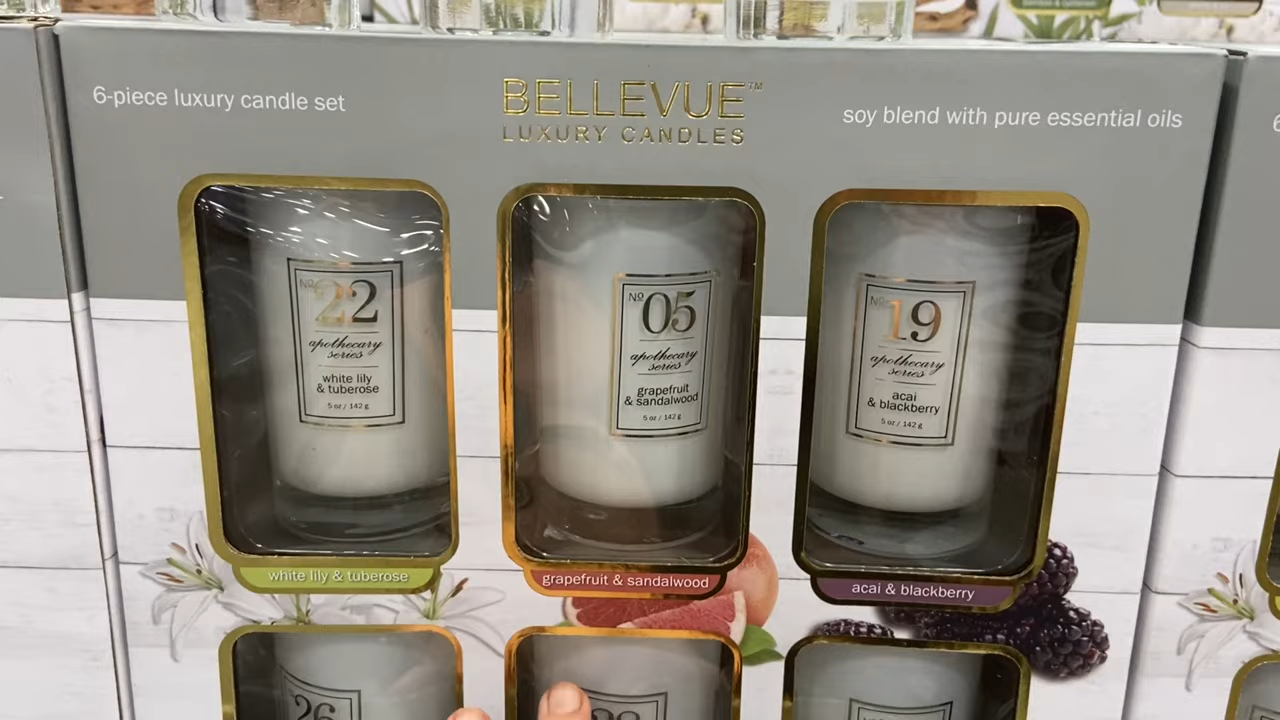 6-piece luxury candle set
BELLEVUE™
LUXURY CANDLES
soy blend with pure essential oils
Nº 22
apothecary
series
white lily
& tuberose
5 oz / 142 g
Nº 05
apothecary
series
grapefruit
& sandalwood
5 oz / 142 g
Nº 19
apothecary
series
acai
& blackberry
5 oz / 142 g
white lily & tuberose
grapefruit & sandalwood
acai & blackberry
26